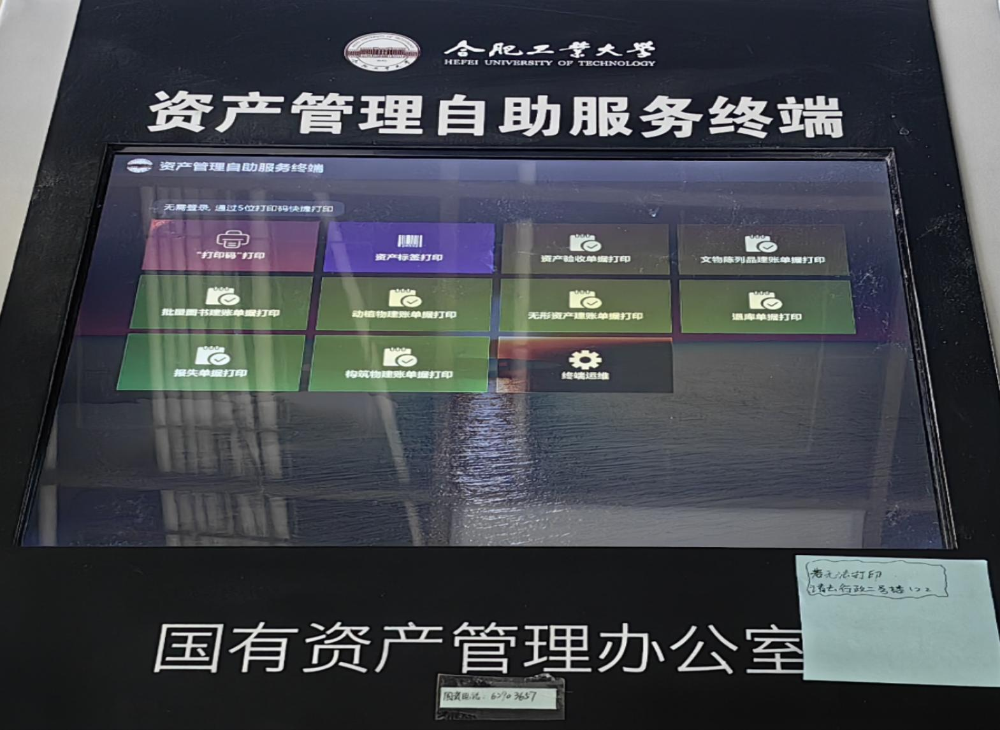 合肥工業大學
HEFEI UNIVERSITY OF TECHNOLOGY
资产管理自助服务终端
资产管理自助服务终端
无需登录, 通过5位打印码快捷打印
"打印码"打印
资产标签打印
资产验收单据打印
文物陈列品建账单据打印
批量图书建账单据打印
动植物建账单据打印
无形资产建账单据打印
退库单据打印
报失单据打印
构筑物建账单据打印
终端运维
若无法打印
请去行政二号楼122
国有资产管理办公室
国资电话: 62903657